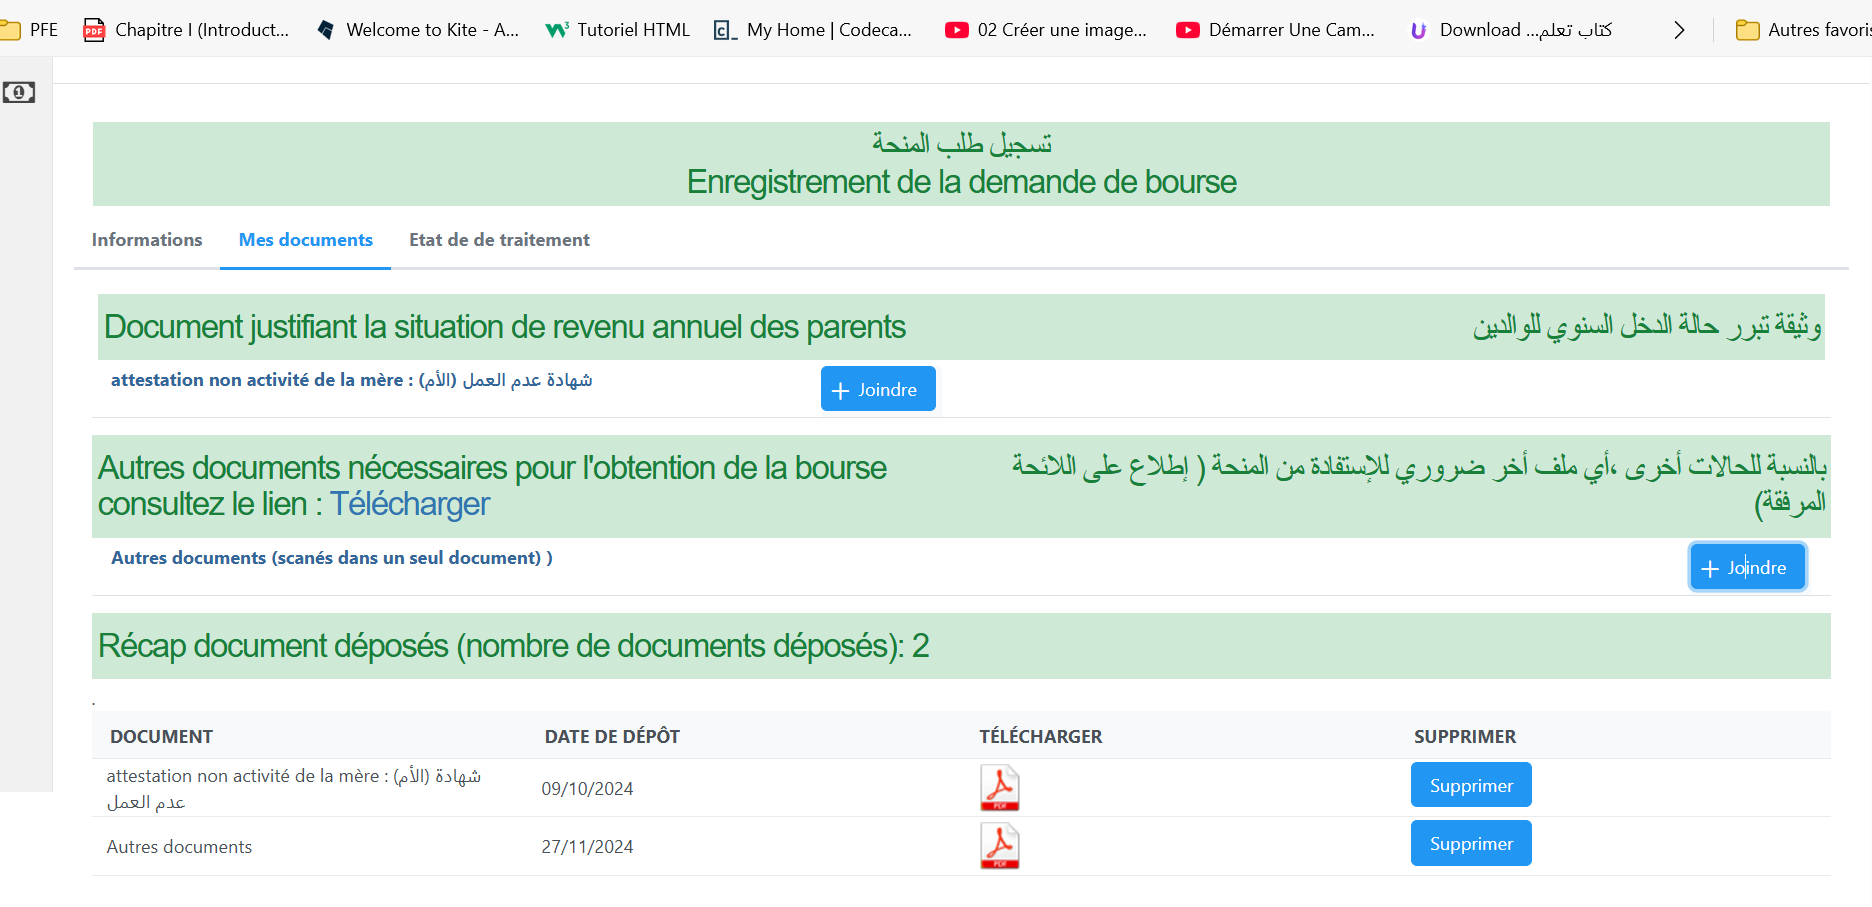 PFE
Chapitre I (Introduct...
Welcome to Kite - A...
Tutoriel HTML
My Home | Codeca...
02 Créer une image...
Démarrer Une Cam...
Download ...كتاب تعلم
Autres favoris
تسجيل طلب المنحة
Enregistrement de la demande de bourse
Informations
Mes documents
Etat de de traitement
Document justifiant la situation de revenu annuel des parents
وثيقة تبرر حالة الدخل السنوي للوالدين
attestation non activité de la mère : شهادة عدم العمل (الأم)
Joindre
Autres documents nécessaires pour l'obtention de la bourse
consultez le lien : Télécharger
بالنسبة للحالات أخرى ،أي ملف أخر ضروري للإستفادة من المنحة ( إطلاع على اللائحة
المرفقة)
Autres documents (scanés dans un seul document) )
Joindre
Récap document déposés (nombre de documents déposés): 2
.
DOCUMENT
DATE DE DÉPÔT
TÉLÉCHARGER
SUPPRIMER
attestation non activité de la mère : (الأم) شهادة
عدم العمل
09/10/2024
PDF
Supprimer
Autres documents
27/11/2024
PDF
Supprimer